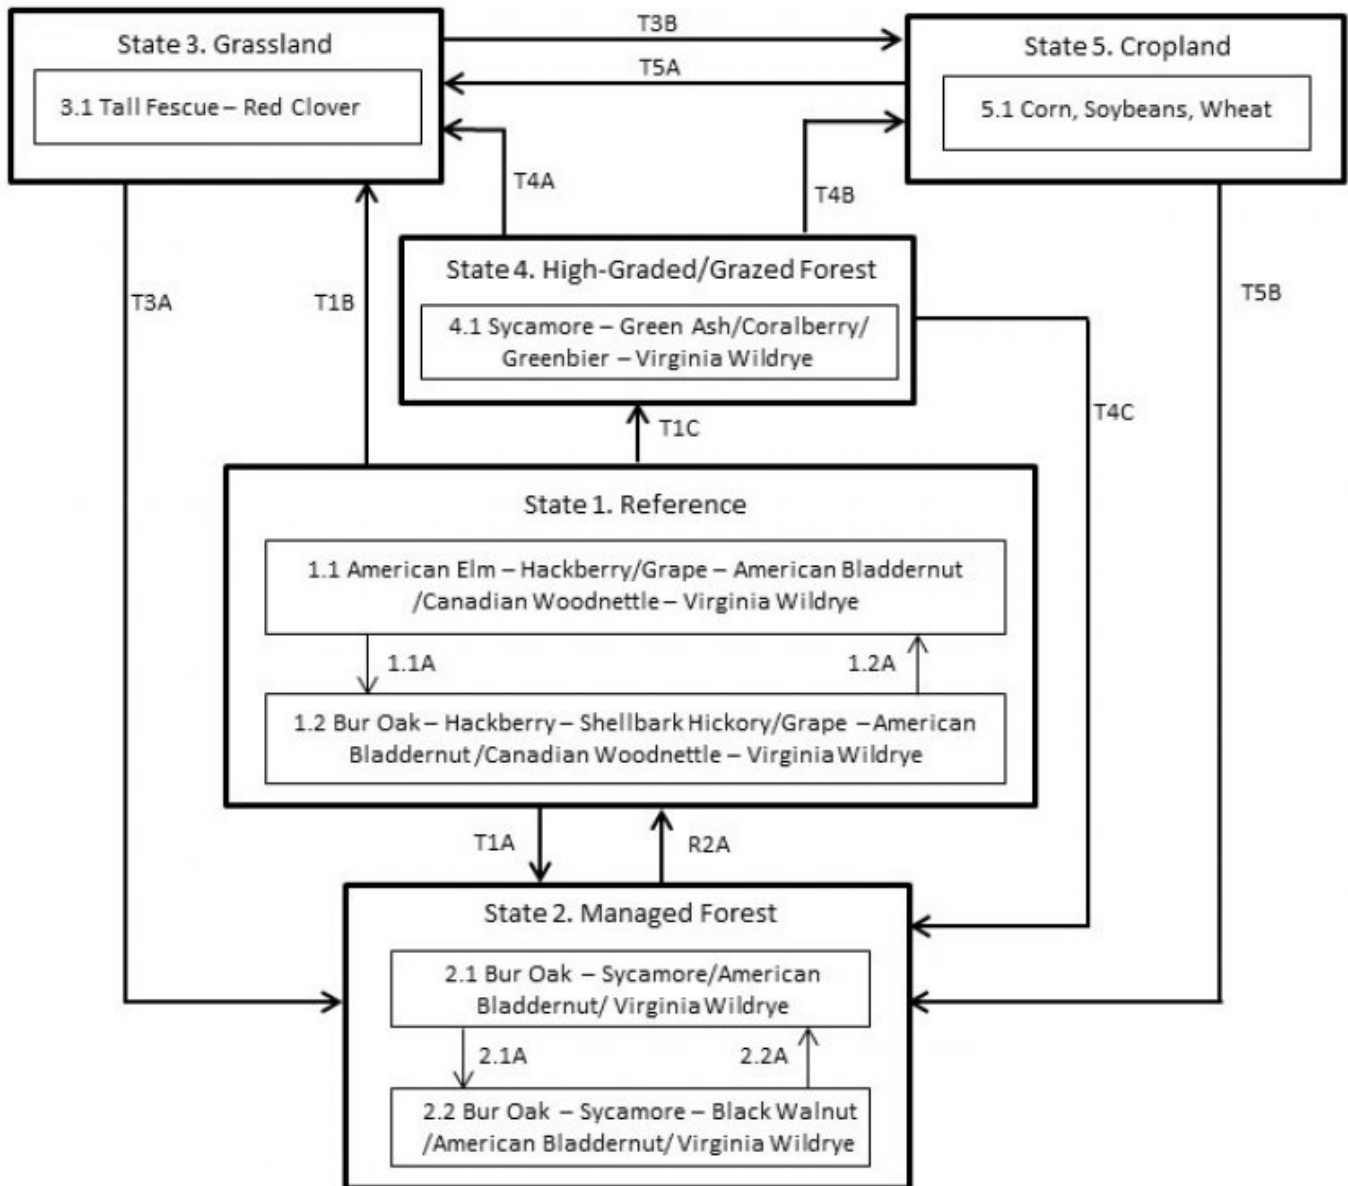 State 3. Grassland
3.1 Tall Fescue – Red Clover
T3B
T5A
State 5. Cropland
5.1 Corn, Soybeans, Wheat
T4A
T4B
State 4. High-Graded/Grazed Forest
4.1 Sycamore – Green Ash/Coralberry/
Greenbier – Virginia Wildrye
T3A
T1B
T5B
T1C
T4C
State 1. Reference
1.1 American Elm – Hackberry/Grape – American Bladdernut
/Canadian Woodnettle – Virginia Wildrye
1.1A
1.2A
1.2 Bur Oak – Hackberry – Shellbark Hickory/Grape – American
Bladdernut /Canadian Woodnettle – Virginia Wildrye
T1A
R2A
State 2. Managed Forest
2.1 Bur Oak – Sycamore/American
Bladdernut/ Virginia Wildrye
2.1A
2.2A
2.2 Bur Oak – Sycamore – Black Walnut
/American Bladdernut/ Virginia Wildrye